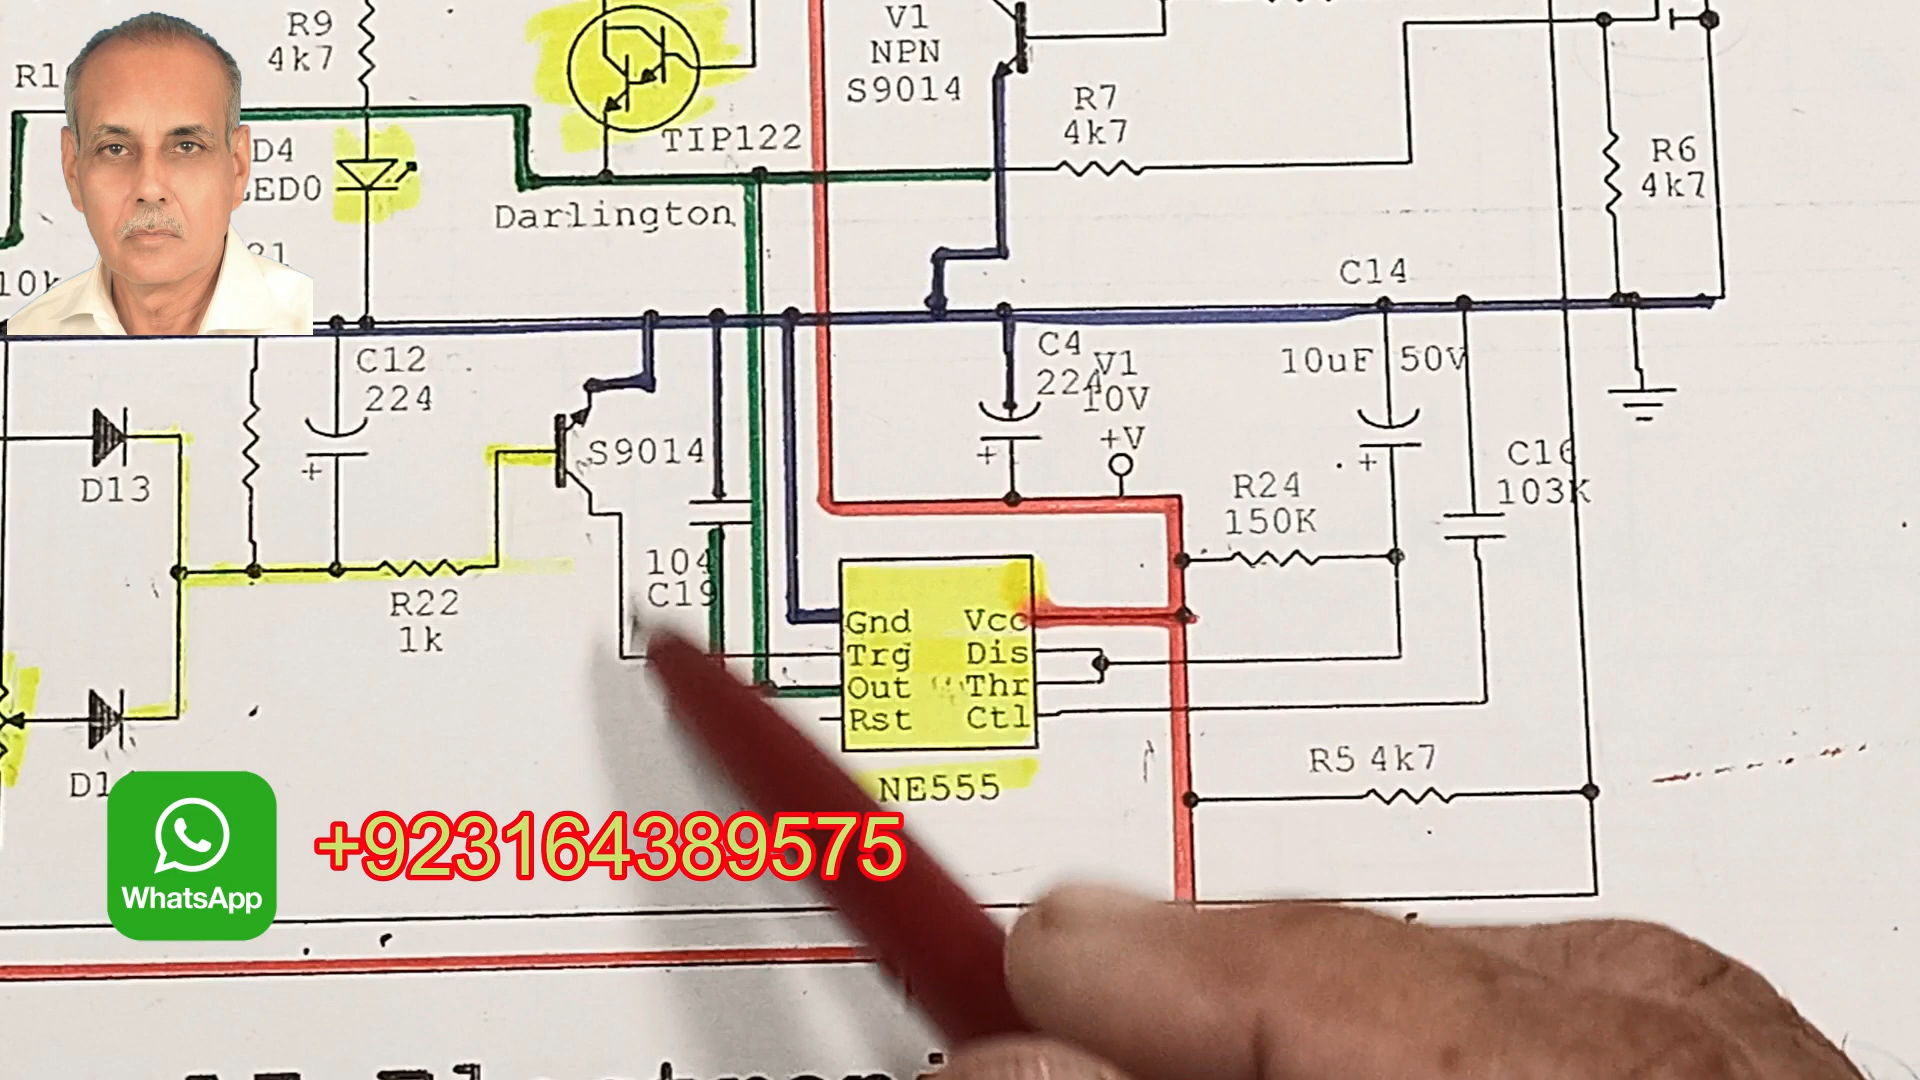 R9
4k7
V1
NPN
S9014
R7
4k7
TIP122
D4
LED0
R6
4k7
Darlington
10k
C14
C12
224
C4
224
V1
10V
+V
10uF 50V
D13
S9014
C16
103K
R24
150K
104
C19
R22
1k
Gnd Vcc
Trg Dis
Out Thr
Rst Ctl
NE555
R5 4k7
+923164389575
WhatsApp